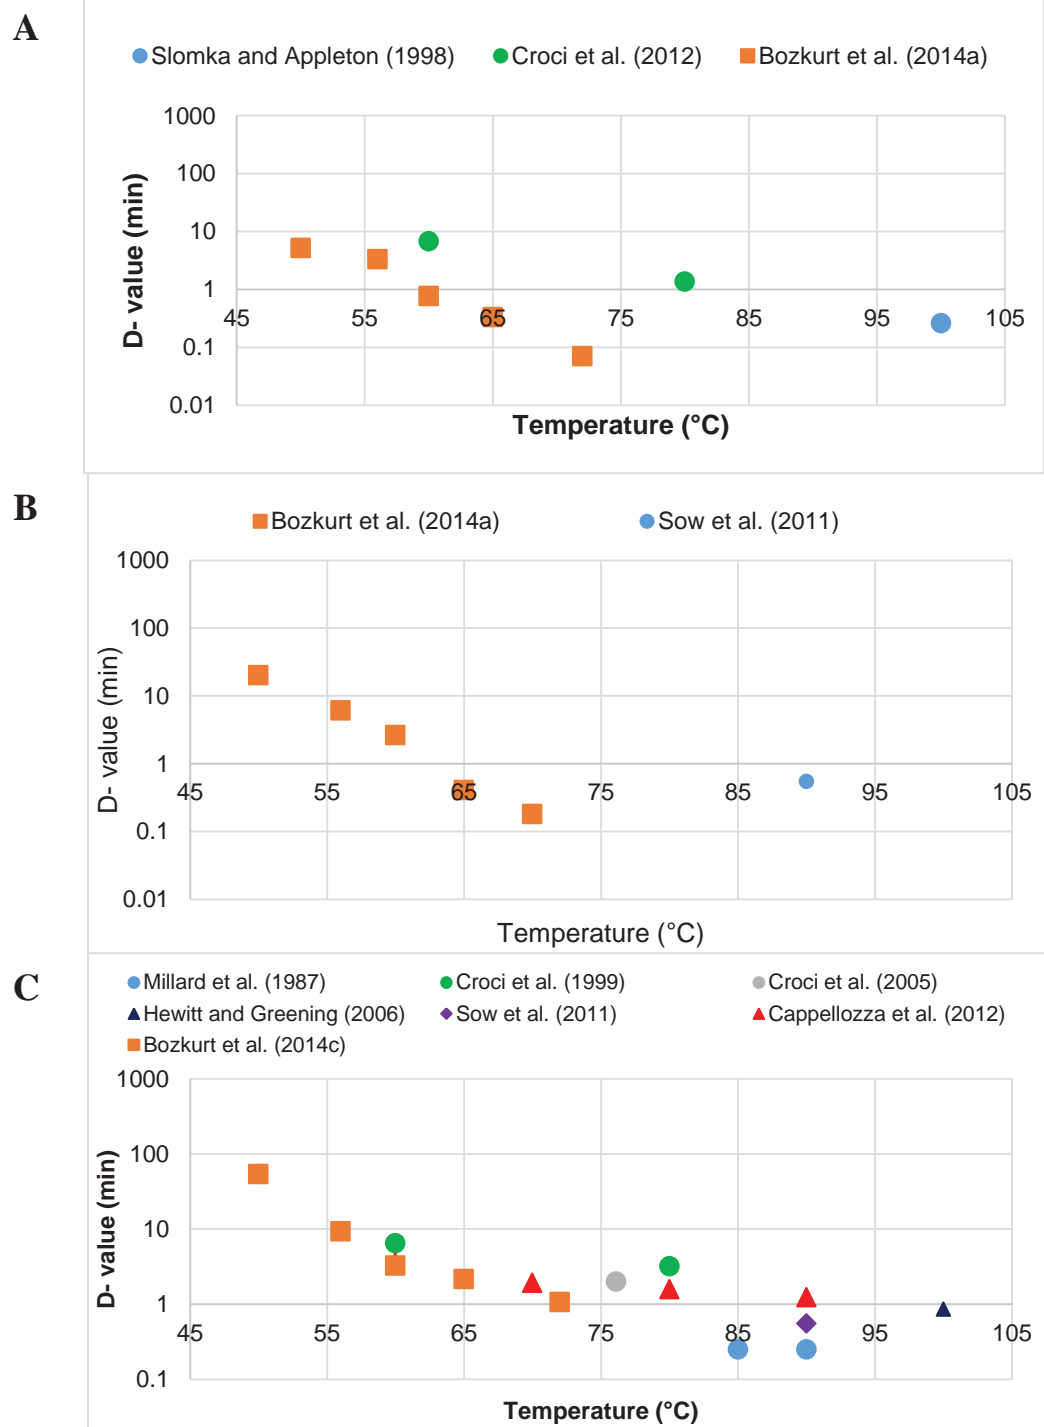 A
Slomka and Appleton (1998) Croci et al. (2012) Bozkurt et al. (2014a)
1000
100
10
1
0.1
0.01
45 55 65 75 85 95 105
D- value (min)
Temperature (°C)
B
Bozkurt et al. (2014a) Sow et al. (2011)
1000
100
10
1
0.1
0.01
45 55 65 75 85 95 105
D- value (min)
Temperature (°C)
C
Millard et al. (1987) Croci et al. (1999) Croci et al. (2005)
Hewitt and Greening (2006) Sow et al. (2011) Cappellozza et al. (2012)
Bozkurt et al. (2014c)
1000
100
10
1
0.1
45 55 65 75 85 95 105
D- value (min)
Temperature (°C)